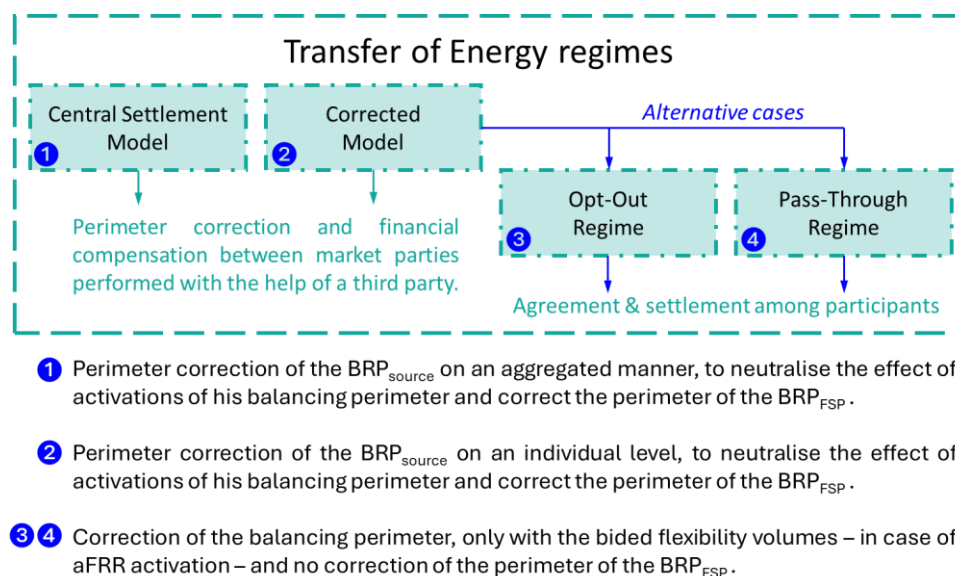 Transfer of Energy regimes
Central Settlement
Model
1
Corrected
Model
2
Alternative cases
Opt-Out
Regime
3
Pass-Through
Regime
4
Perimeter correction and financial
compensation between market parties
performed with the help of a third party.
Agreement & settlement among participants
1 Perimeter correction of the BRPsource on an aggregated manner, to neutralise the effect of
activations of his balancing perimeter and correct the perimeter of the BRPFSP.
2 Perimeter correction of the BRPsource on an individual level, to neutralise the effect of
activations of his balancing perimeter and correct the perimeter of the BRPFSP.
3 4 Correction of the balancing perimeter, only with the bided flexibility volumes – in case of
aFRR activation – and no correction of the perimeter of the BRPFSP.